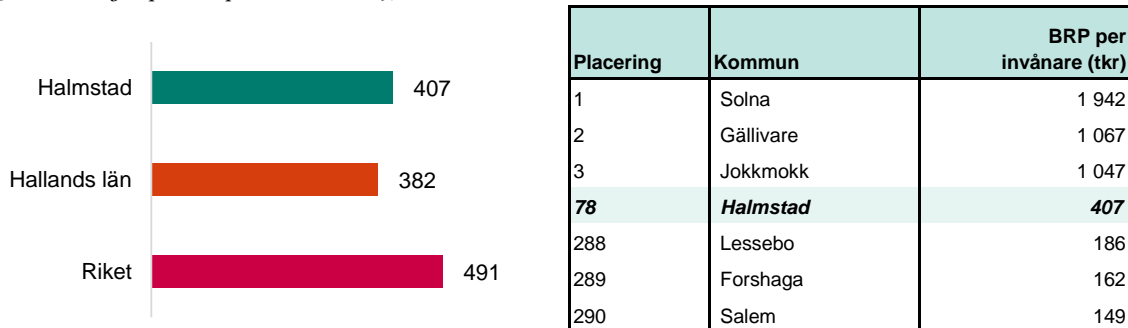 Halmstad 407
Hallands län 382
Riket 491
Placering Kommun BRP per invånare (tkr)
1 Solna 1 942
2 Gällivare 1 067
3 Jokkmokk 1 047
78 Halmstad 407
288 Lessebo 186
289 Forshaga 162
290 Salem 149